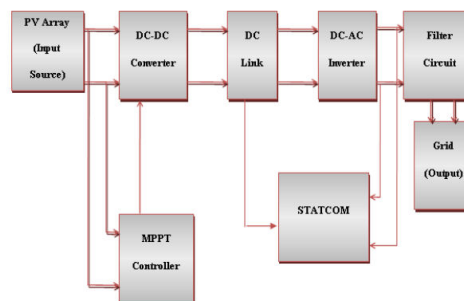 PV Array
(Input
Source)
DC-DC
Converter
DC
Link
DC-AC
Inverter
Filter
Circuit
Grid
(Output)
STATCOM
MPPT
Controller